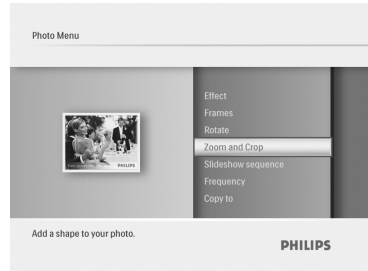 Photo Menu
Effect
Frames
Rotate
Zoom and Crop
Slideshow sequence
Frequency
Copy to
PHILIPS
Add a shape to your photo.
PHILIPS